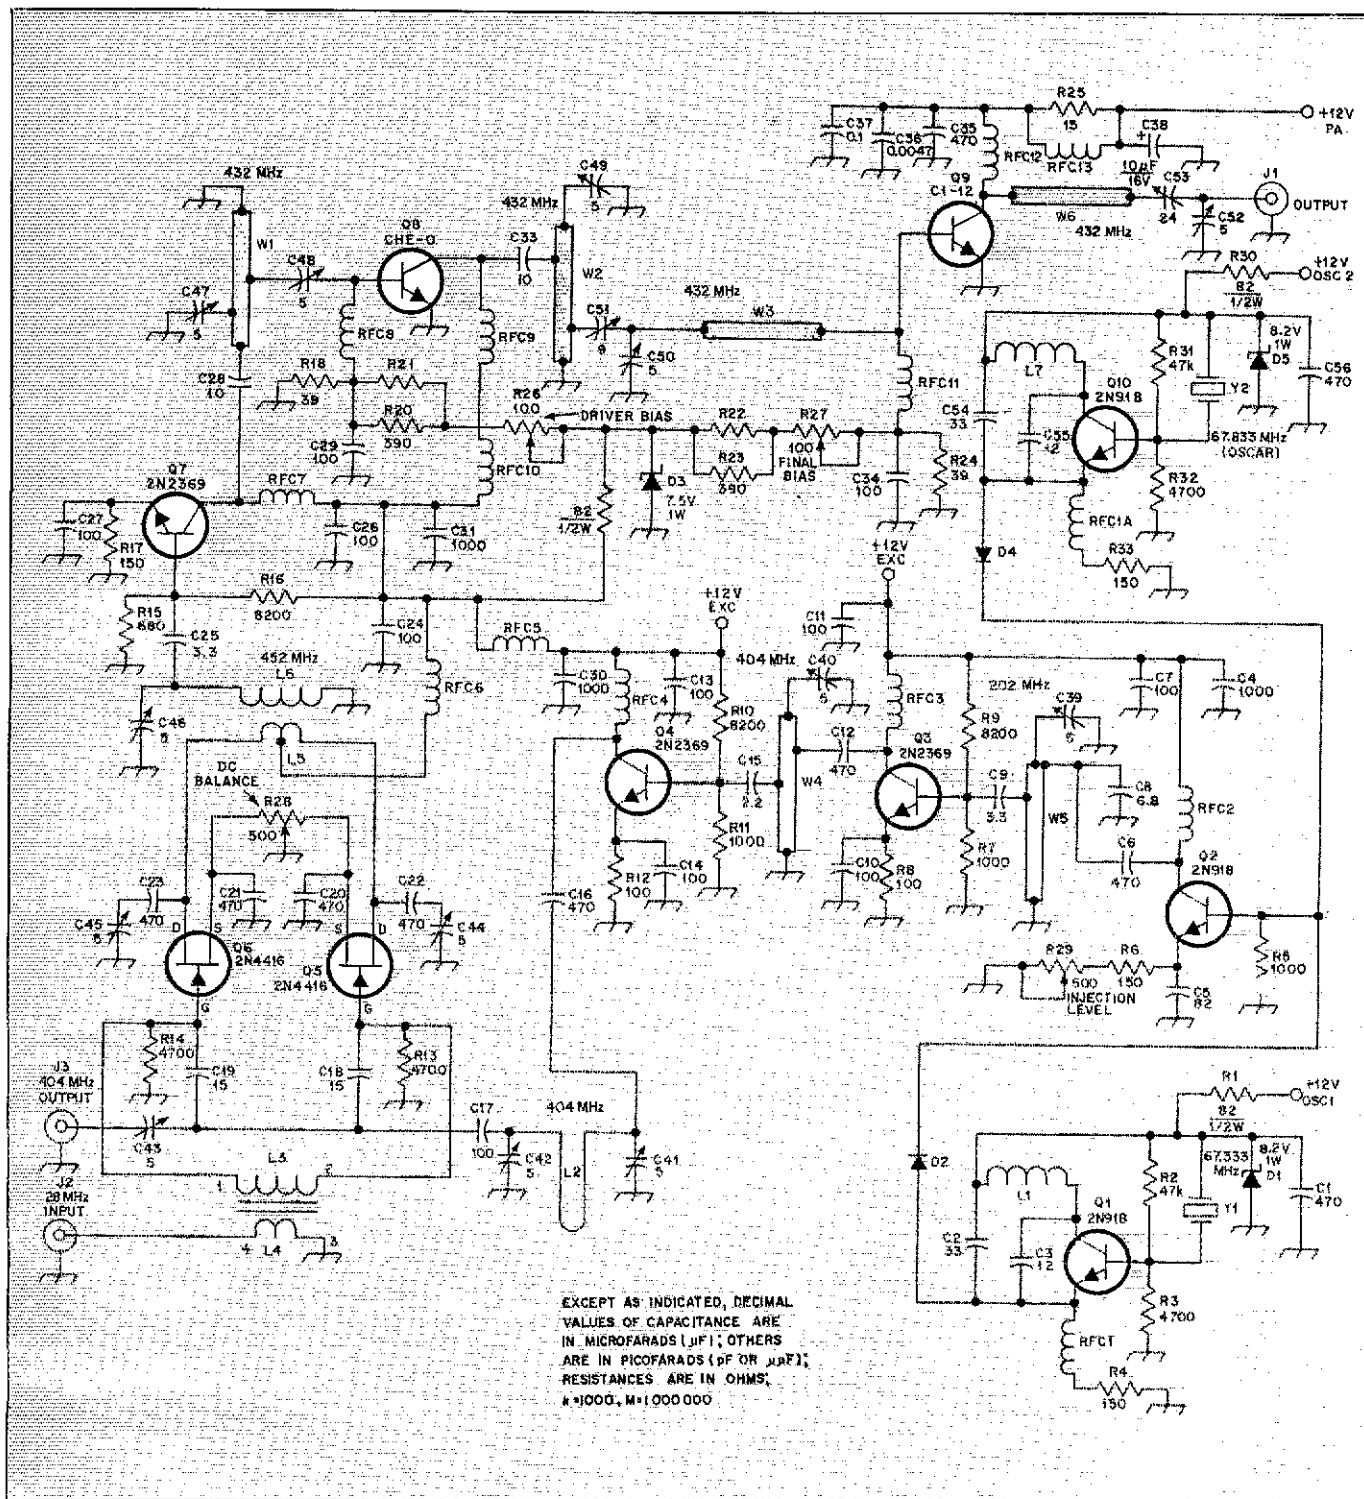 R25
15
+12V
PA
C37
0.1
C36
0.0047
C35
470
RFC12
RFC13
C38
10µF
16V
Q9
C1-12
W6
432 MHz
C53
24
C52
5
J1
OUTPUT
432 MHz
W1
C47
5
C48
5
Q8
CHE-0
C33
10
432 MHz
C49
5
W2
C51
9
C50
5
432 MHz
W3
RFC11
R30
82
1/2W
+12V
OSC 2
L7
R31
47k
Y2
8.2V
1W
D5
C56
470
Q10
2N918
C54
33
C55
12
67.833 MHz
(OSCAR)
R32
4700
RFC1A
R33
150
D4
C28
10
RFC8
R18
39
R21
R20
390
C29
100
RFC9
RFC10
R26
100
DRIVER BIAS
R22
R23
390
R27
100
FINAL
BIAS
C34
100
R24
39
D3
7.5V
1W
82
1/2W
Q7
2N2369
RFC7
C27
100
R17
150
C26
100
C31
1000
R15
680
R16
8200
C25
3.3
C24
100
RFC5
RFC6
+12V
EXC
+12V
EXC
C11
100
452 MHz
L6
C46
5
L5
DC
BALANCE
R28
500
C30
1000
RFC4
C13
100
R10
8200
404 MHz
C40
5
RFC3
Q4
2N2369
C15
2.2
W4
C12
470
Q3
2N2369
R9
8200
202 MHz
C39
6
C7
100
C4
1000
C9
3.3
W5
C8
6.8
C6
470
RFC2
Q2
2N918
R11
1000
R12
100
C14
100
C10
100
R8
100
R7
1000
C16
470
C23
470
C21
470
C20
470
C22
470
C45
5
C44
5
D
S
S
D
Q6
2N4416
Q5
2N4416
G
G
R29
500
INJECTION
LEVEL
R6
150
C5
82
R5
1000
R14
4700
C19
15
C18
15
R13
4700
J3
404 MHz
OUTPUT
C43
5
C17
100
C42
5
404 MHz
L2
C41
5
L3
1
2
J2
28 MHz
INPUT
4
L4
3
R1
82
1/2W
+12V
OSC1
D2
L1
R2
47k
67.333
MHz
Y1
8.2V
1W
D1
C1
470
Q1
2N918
C2
33
C3
12
R3
4700
RFC1
R4
150
EXCEPT AS INDICATED, DECIMAL
VALUES OF CAPACITANCE ARE
IN MICROFARADS (µF); OTHERS
ARE IN PICOFARADS (pF OR µµF);
RESISTANCES ARE IN OHMS;
k=1000, M=1000 000